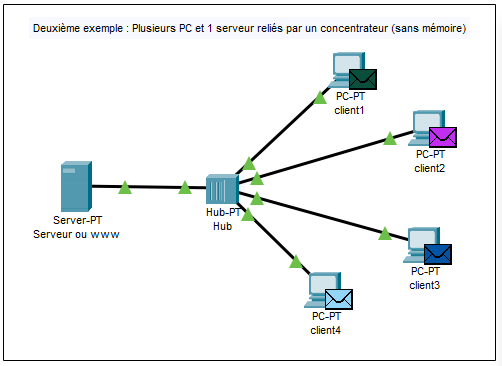 Deuxième exemple : Plusieurs PC et 1 serveur reliés par un concentrateur (sans mémoire)
PC-PT
client1
PC-PT
client2
Server-PT
Serveur ou www
Hub-PT
Hub
PC-PT
client3
PC-PT
client4